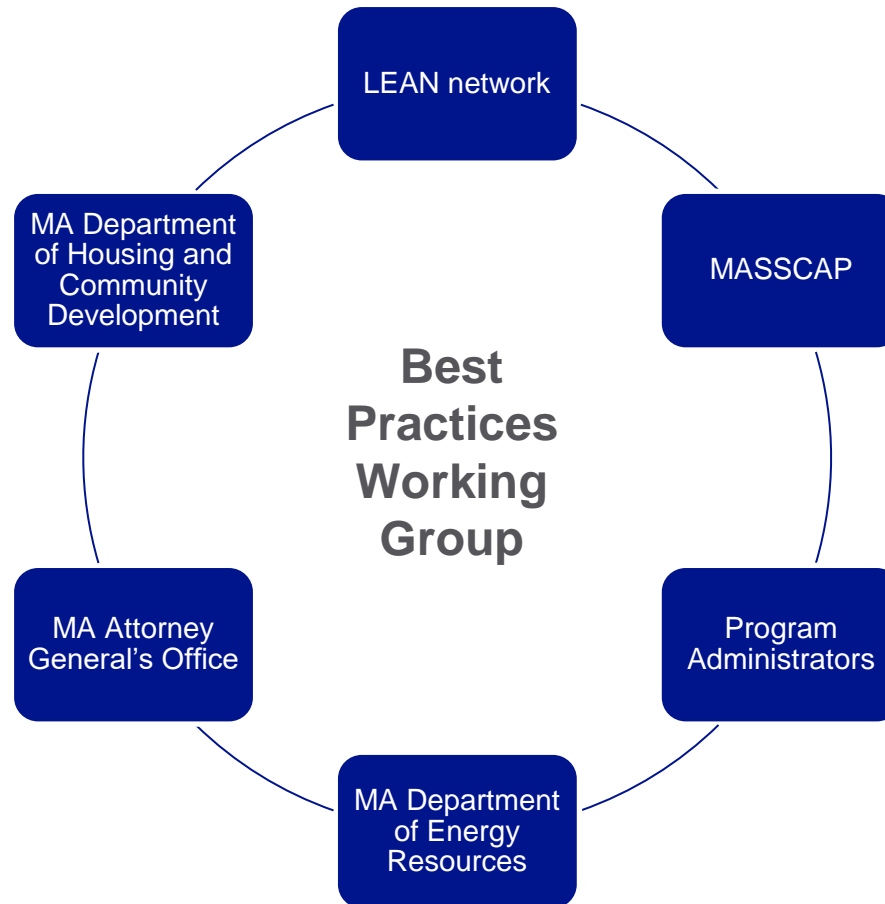 LEAN network
MA Department
of Housing and
Community
Development
MASSCAP
Best
Practices
Working
Group
MA Attorney
General’s Office
Program
Administrators
MA Department
of Energy
Resources